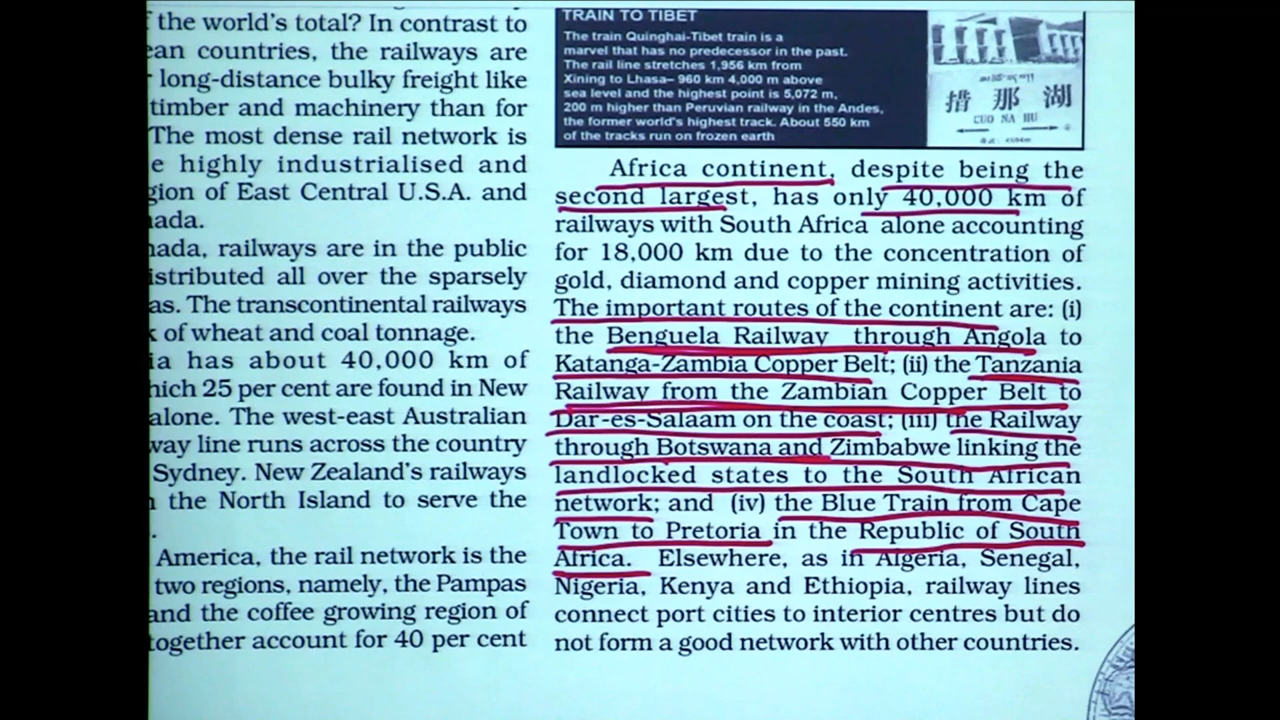 the world's total? In contrast to
countries, the railways are
long-distance bulky freight like
timber and machinery than for
The most dense rail network is
highly industrialised and
of East Central U.S.A. and
railways are in the public
all over the sparsely
The transcontinental railways
of wheat and coal tonnage.
has about 40,000 km of
25 per cent are found in New
alone. The west-east Australian
line runs across the country
Sydney. New Zealand's railways
the North Island to serve the
America, the rail network is the
two regions, namely, the Pampas
and the coffee growing region of
together account for 40 per cent
TRAIN TO TIBET
The train Quinghai-Tibet train is a
marvel that has no predecessor in the past.
The rail line stretches 1,956 km from
Xining to Lhasa– 960 km 4,000 m above
sea level and the highest point is 5,072 m,
200 m higher than Peruvian railway in the Andes,
the former world's highest track. About 550 km
of the tracks run on frozen earth
措 那 湖
CUO NA HU
Africa continent, despite being the
second largest, has only 40,000 km of
railways with South Africa alone accounting
for 18,000 km due to the concentration of
gold, diamond and copper mining activities.
The important routes of the continent are: (i)
the Benguela Railway through Angola to
Katanga-Zambia Copper Belt; (ii) the Tanzania
Railway from the Zambian Copper Belt to
Dar-es-Salaam on the coast; (iii) the Railway
through Botswana and Zimbabwe linking the
landlocked states to the South African
network; and (iv) the Blue Train from Cape
Town to Pretoria in the Republic of South
Africa. Elsewhere, as in Algeria, Senegal,
Nigeria, Kenya and Ethiopia, railway lines
connect port cities to interior centres but do
not form a good network with other countries.